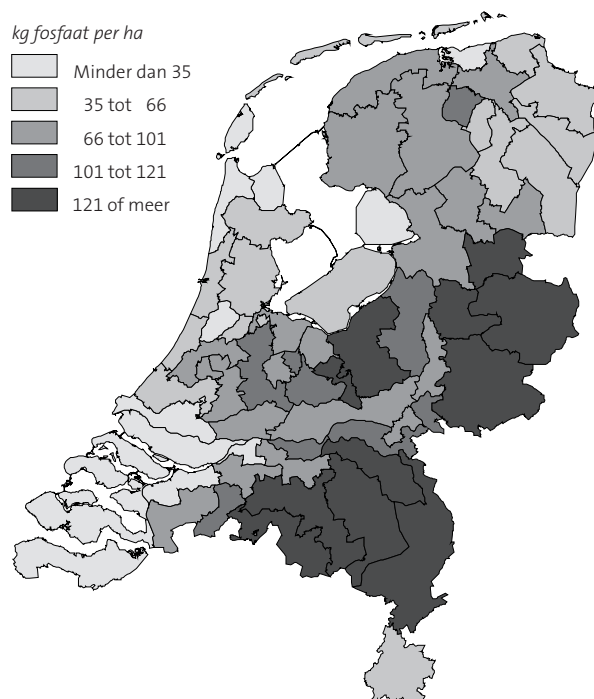 kg fosfaat per ha
Minder dan 35
35 tot 66
66 tot 101
101 tot 121
121 of meer